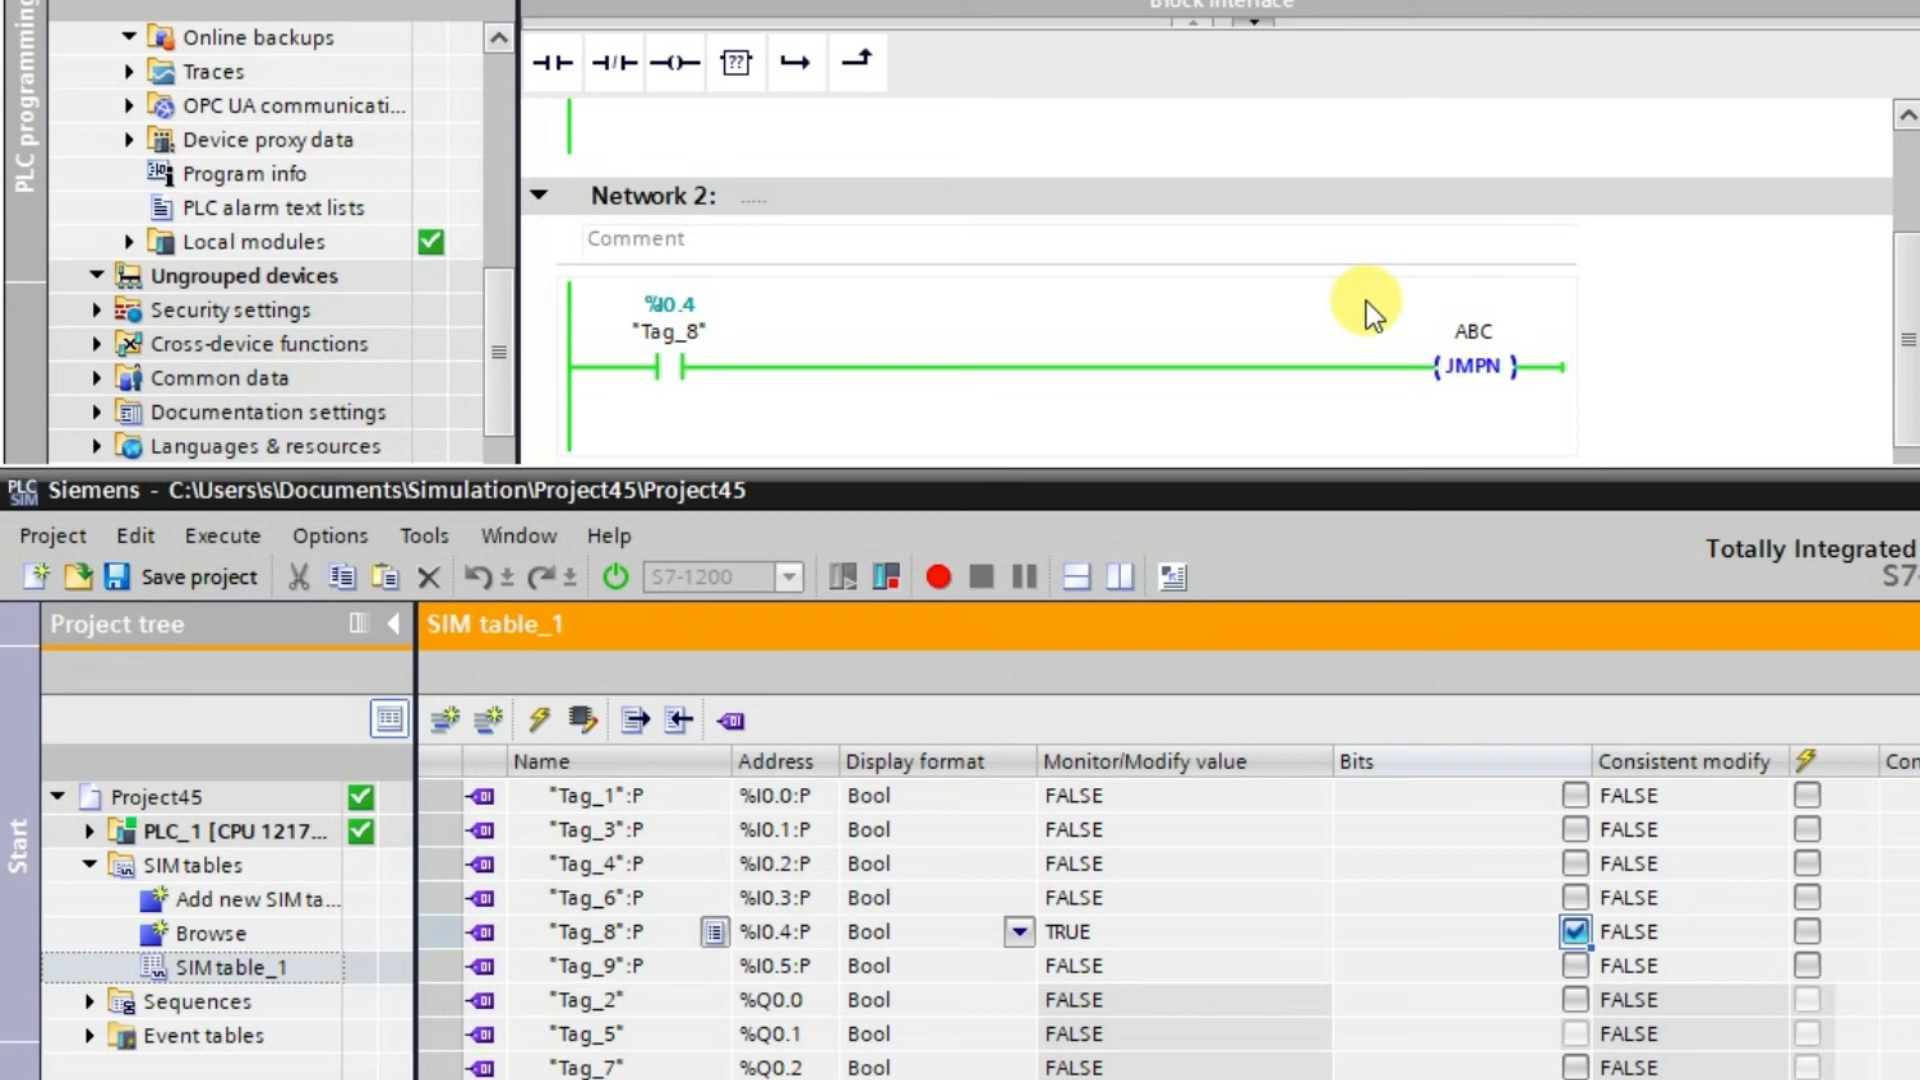 Block interface
PLC programming
Online backups
Traces
OPC UA communicati...
Device proxy data
Program info
PLC alarm text lists
Local modules
Ungrouped devices
Security settings
Cross-device functions
Common data
Documentation settings
Languages & resources
??
Network 2: .....
Comment
%I0.4
"Tag_8"
ABC
JMPN
PLC SIM Siemens - C:\Users\s\Documents\Simulation\Project45\Project45
Project Edit Execute Options Tools Window Help
Totally Integrated
Save project S7-1200
S7-
Project tree
SIM table_1
Start
Name Address Display format Monitor/Modify value Bits Consistent modify
Project45
PLC_1 [CPU 1217...
SIM tables
Add new SIM ta...
Browse
SIM table_1
Sequences
Event tables
"Tag_1":P %I0.0:P Bool FALSE FALSE
"Tag_3":P %I0.1:P Bool FALSE FALSE
"Tag_4":P %I0.2:P Bool FALSE FALSE
"Tag_6":P %I0.3:P Bool FALSE FALSE
"Tag_8":P %I0.4:P Bool TRUE FALSE
"Tag_9":P %I0.5:P Bool FALSE FALSE
"Tag_2" %Q0.0 Bool FALSE FALSE
"Tag_5" %Q0.1 Bool FALSE FALSE
"Tag_7" %Q0.2 Bool FALSE FALSE